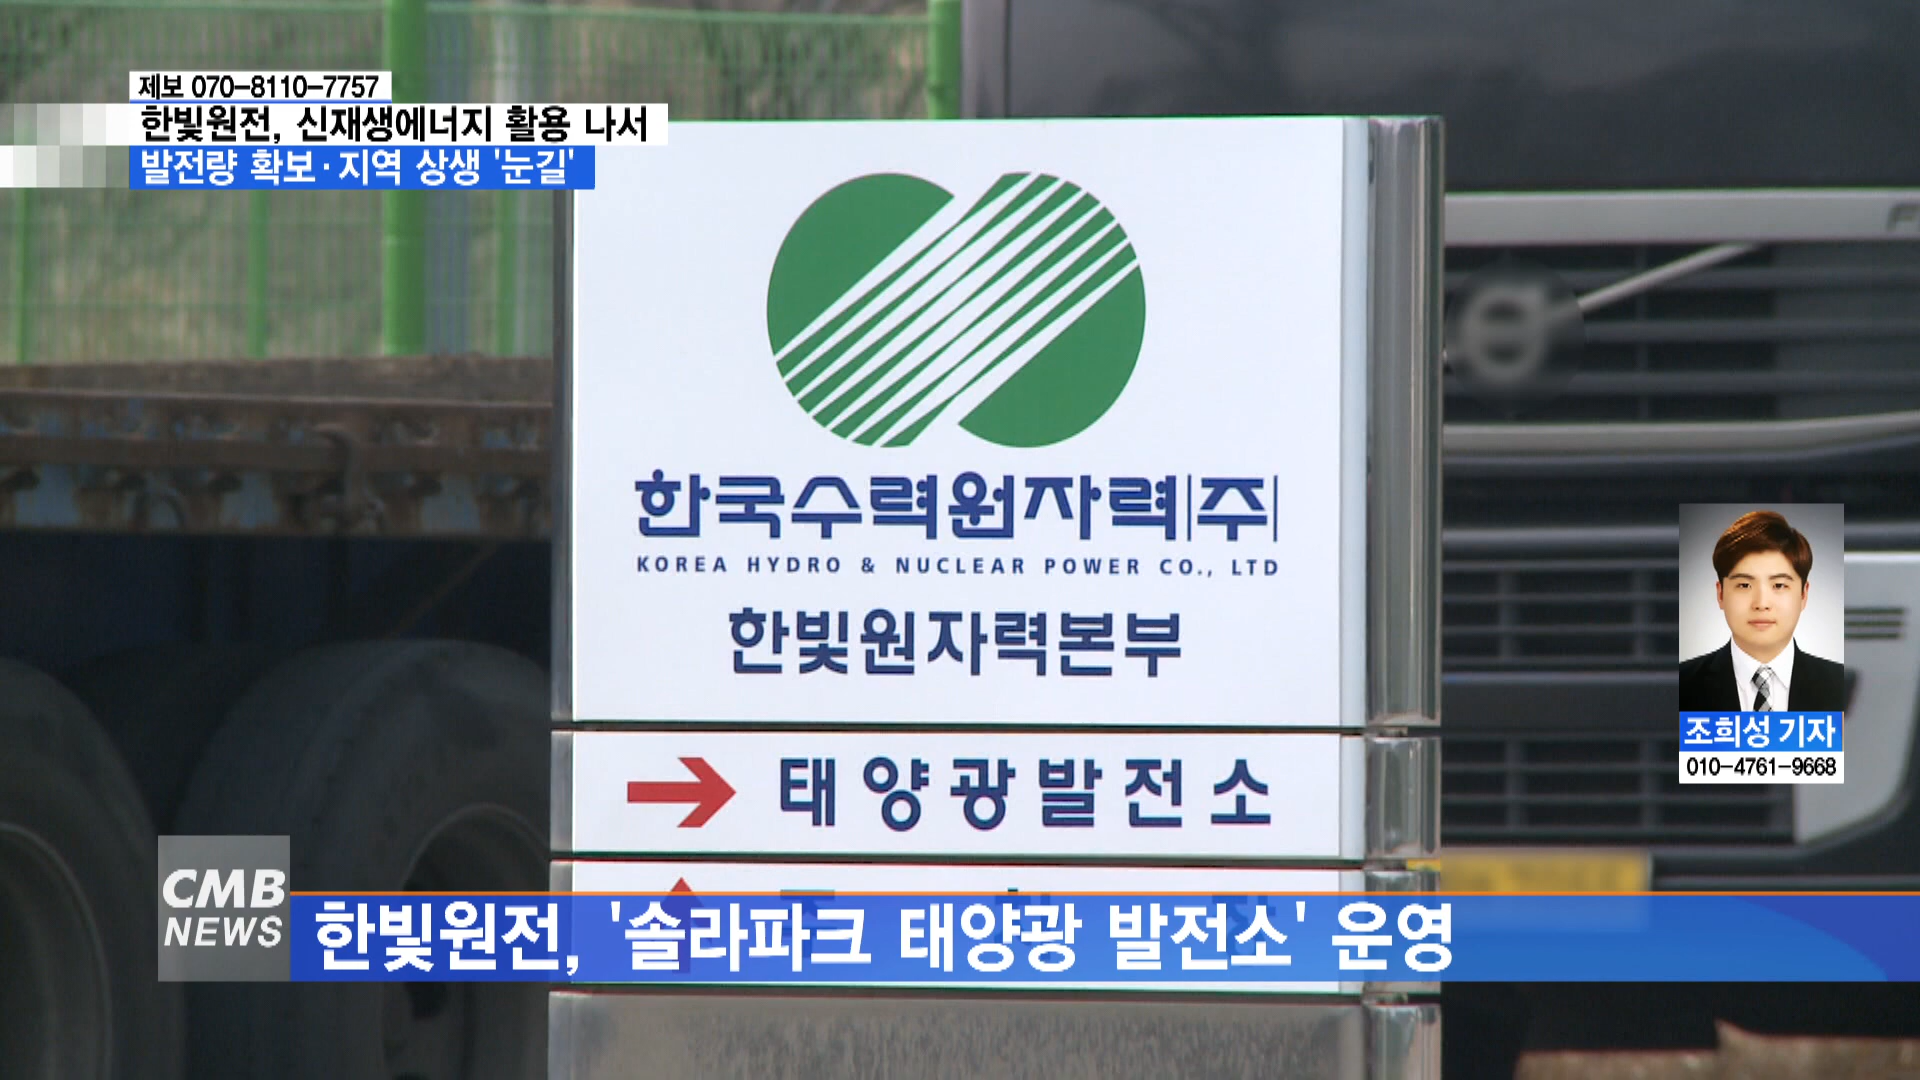 제보 070-8110-7757
한빛원전, 신재생에너지 활용 나서
발전량 확보·지역 상생 '눈길'
한국수력원자력(주)
KOREA HYDRO & NUCLEAR POWER CO., LTD
한빛원자력본부
태양광발전소
조희성 기자
010-4761-9668
CMB
NEWS
한빛원전, '솔라파크 태양광 발전소' 운영